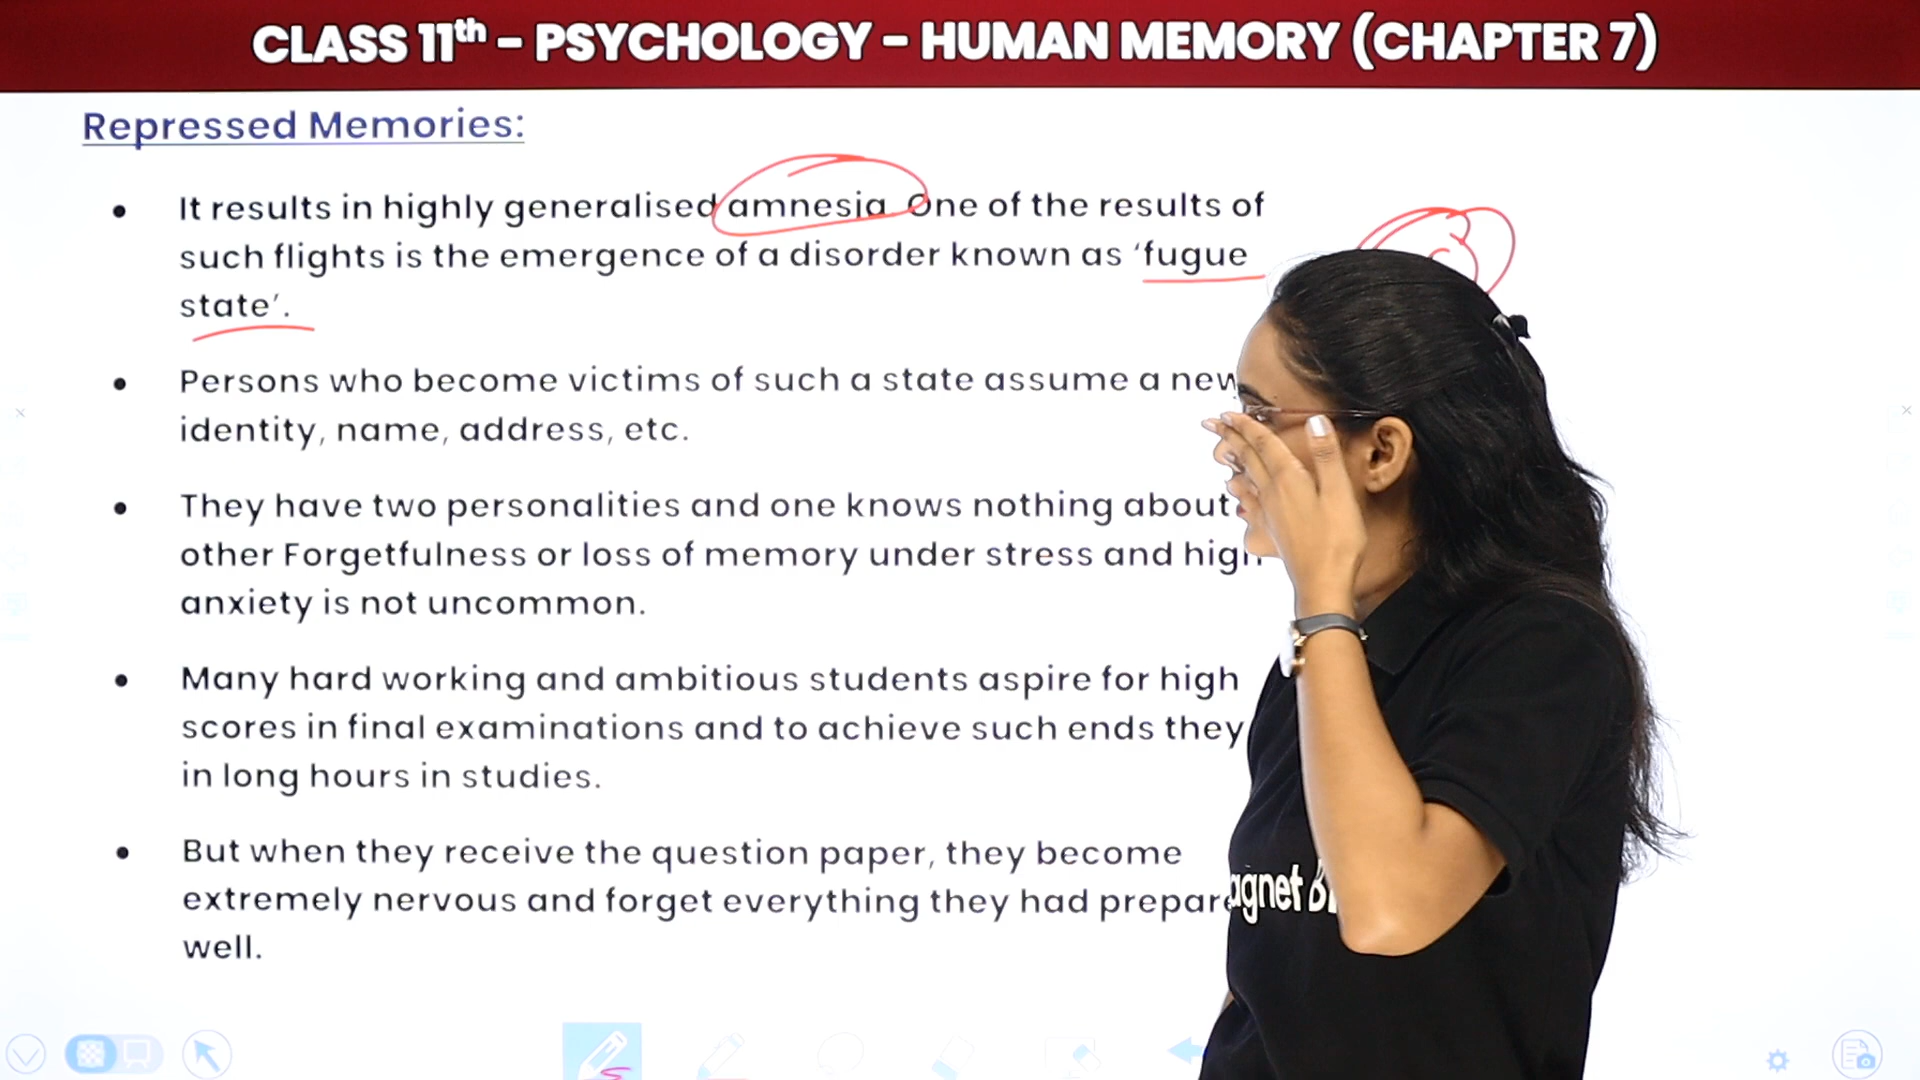 CLASS 11th – PSYCHOLOGY – HUMAN MEMORY (CHAPTER 7)
Repressed Memories:
• It results in highly generalised amnesia. One of the results of
such flights is the emergence of a disorder known as ‘fugue
state’.
• Persons who become victims of such a state assume a new
identity, name, address, etc.
• They have two personalities and one knows nothing about
other Forgetfulness or loss of memory under stress and high
anxiety is not uncommon.
• Many hard working and ambitious students aspire for high
scores in final examinations and to achieve such ends they
in long hours in studies.
• But when they receive the question paper, they become
extremely nervous and forget everything they had prepare
well.
agnet B